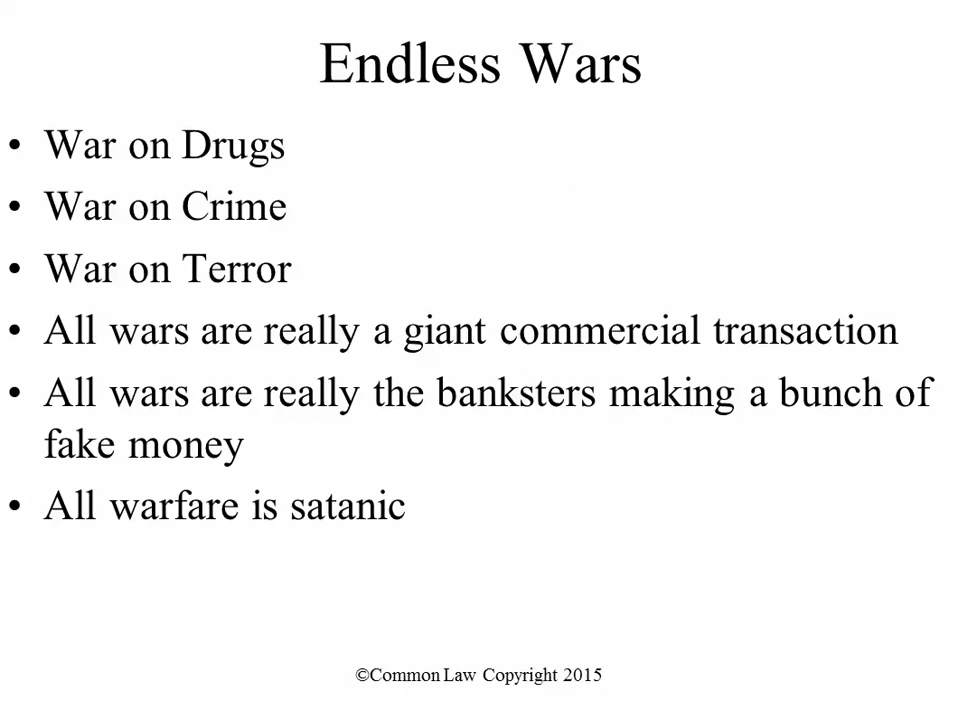 Endless Wars
• War on Drugs
• War on Crime
• War on Terror
• All wars are really a giant commercial transaction
• All wars are really the banksters making a bunch of
fake money
• All warfare is satanic
©Common Law Copyright 2015